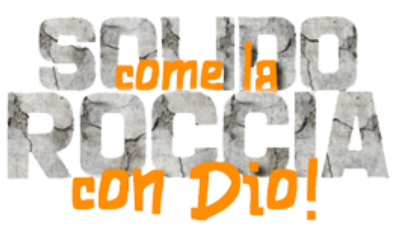 SOLIDO
come la
ROCCIA
con Dio!